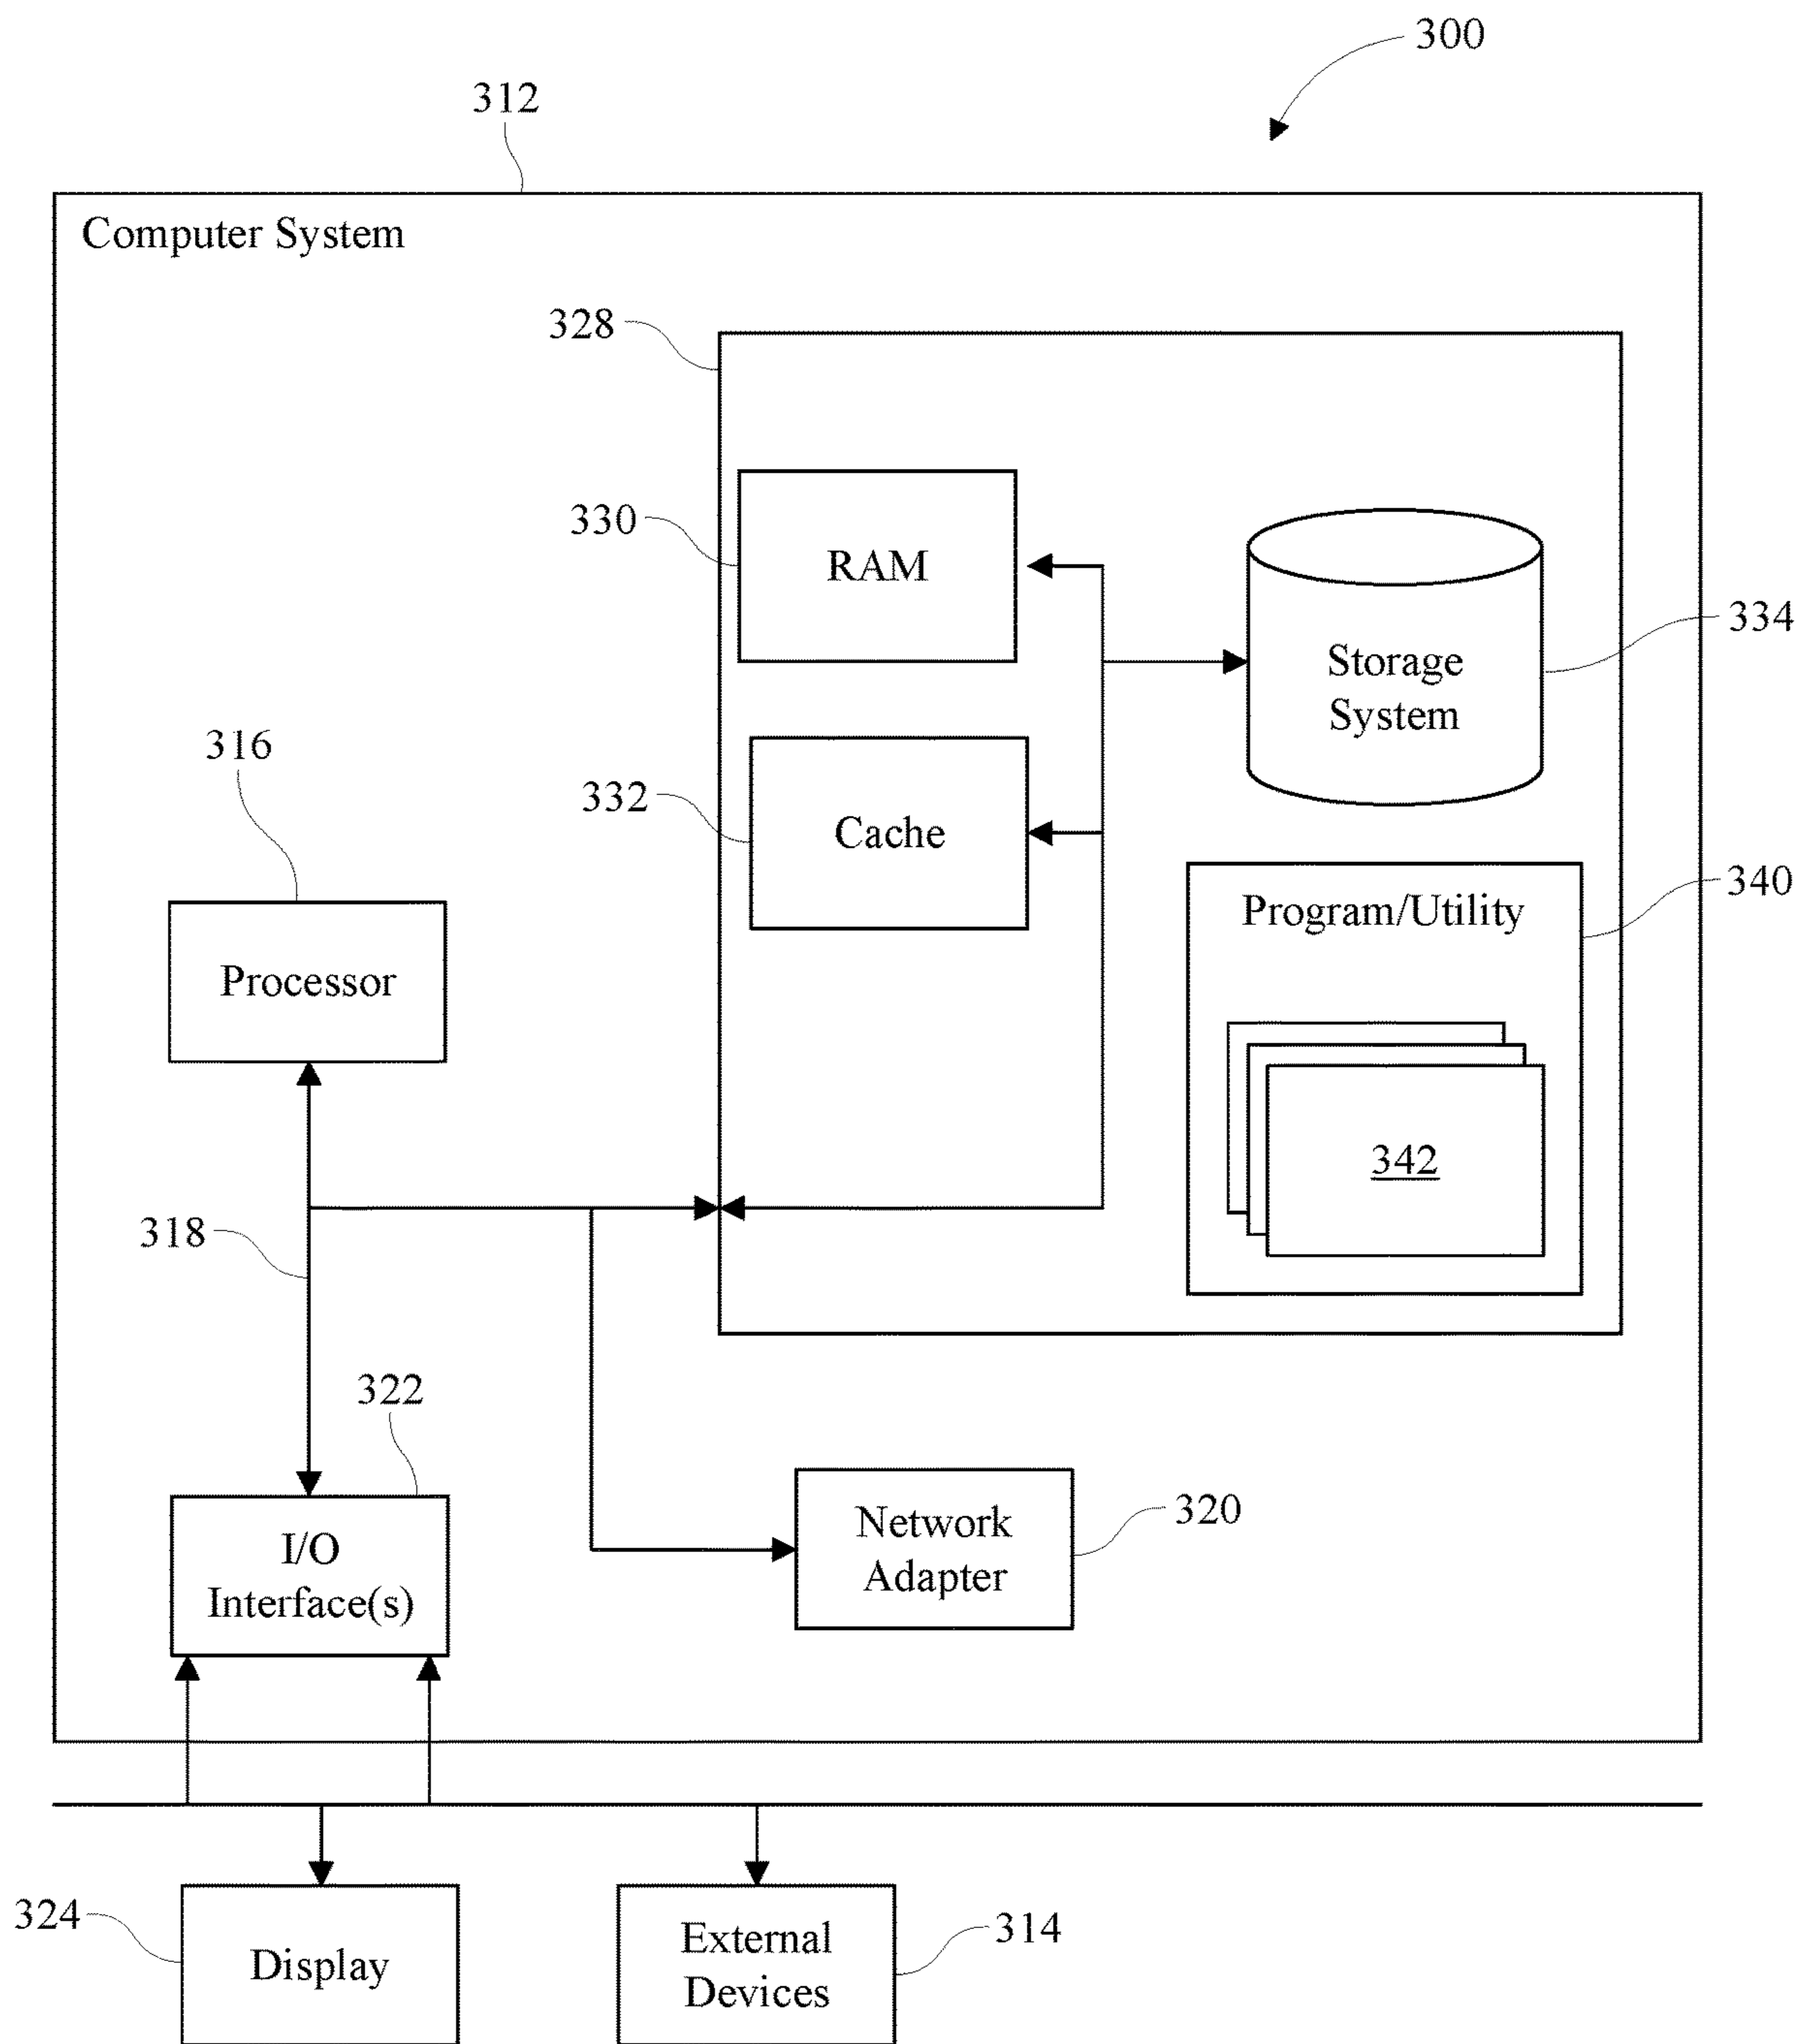 300
312
Computer System
328
330
RAM
334
Storage
System
316
332
Cache
340
Program/Utility
Processor
342
318
322
I/O
Interface(s)
Network
Adapter
320
324
Display
External
Devices
314